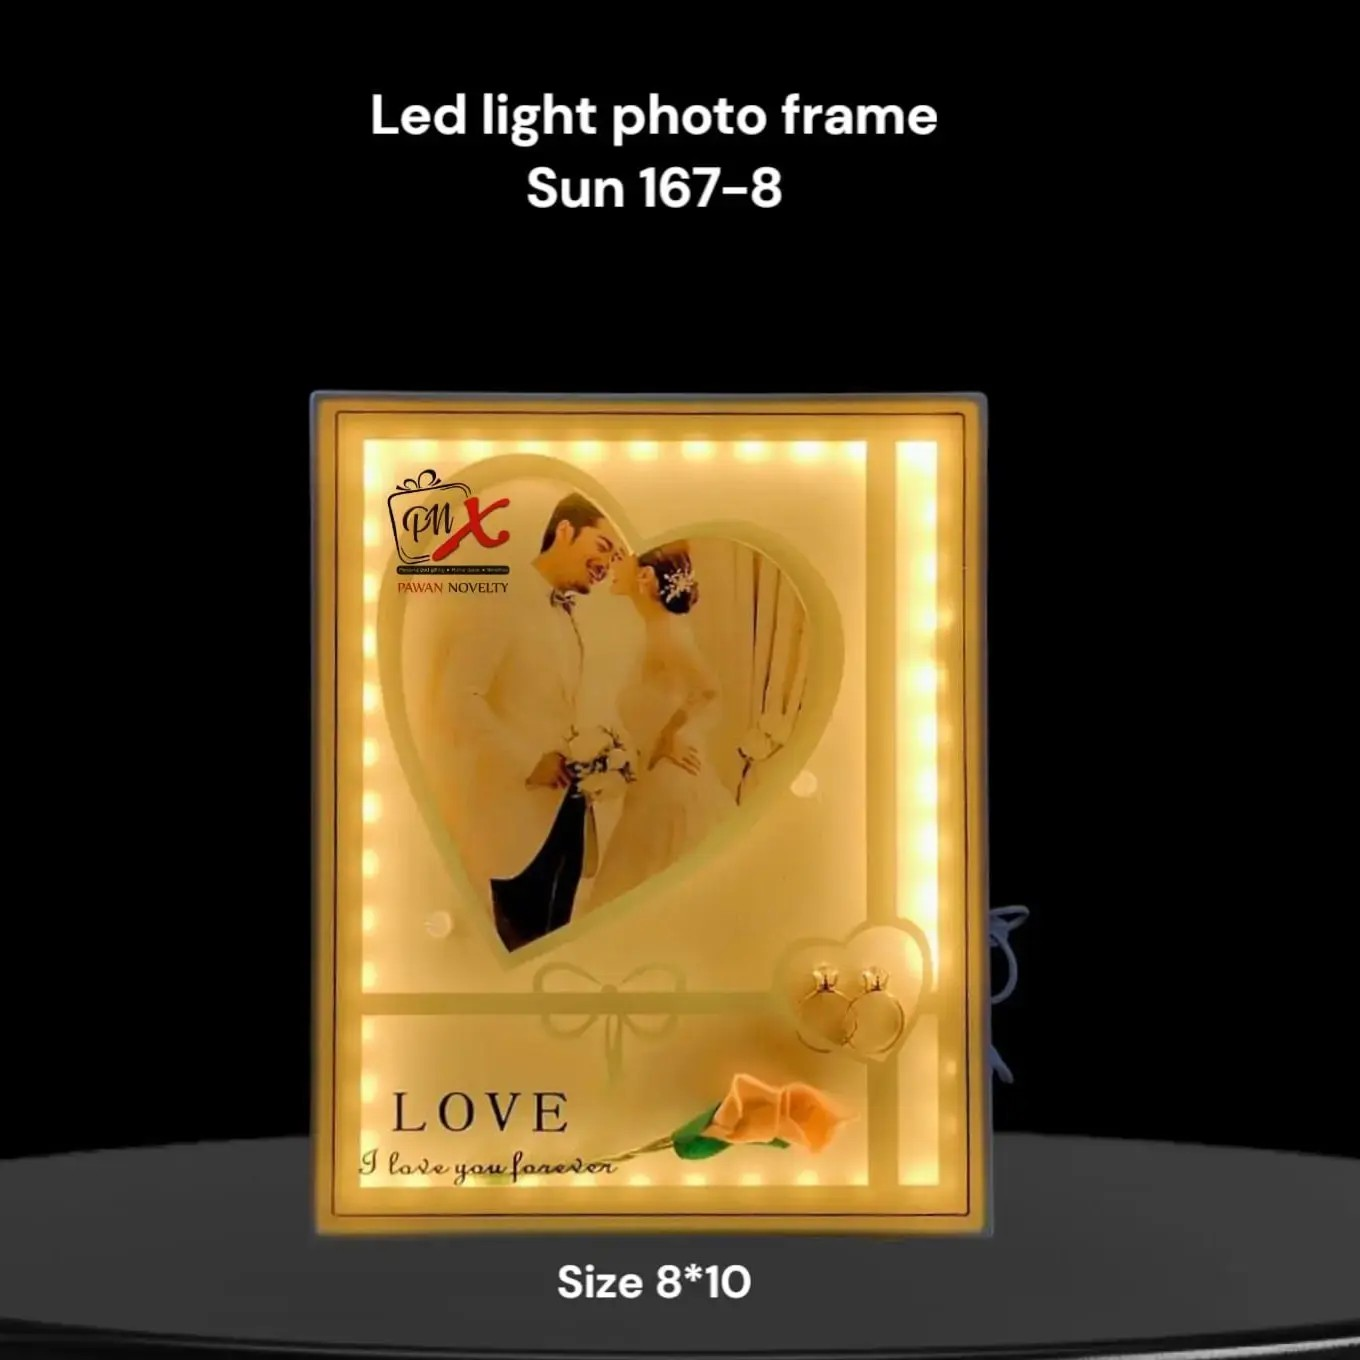 Led light photo frame
Sun 167-8
PN X
PAWAN NOVELTY
LOVE
I love you forever
Size 8*10